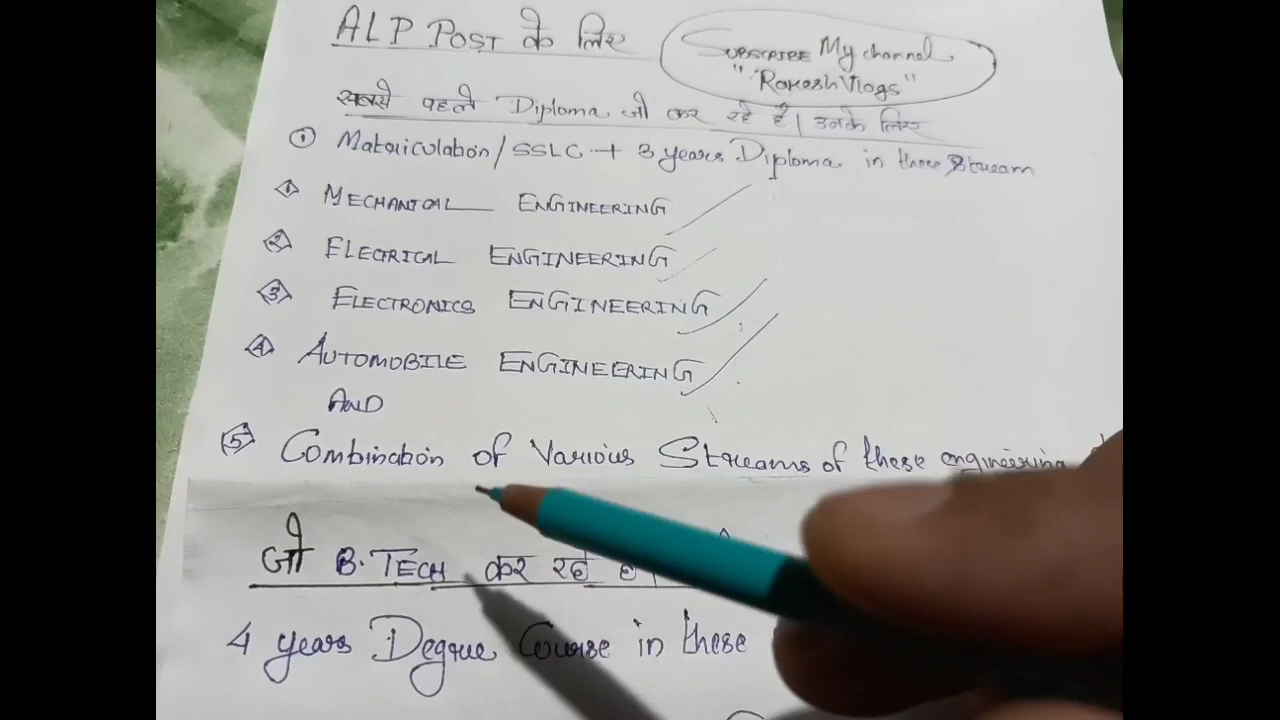 ALP POST के लिए
SUBSCRIBE My channel
"Rakesh Vlogs"
सबसे पहले Diploma जो कर रहे है। उनके लिए
① Matriculation/SSLC + 3 years Diploma in these Stream
1 MECHANICAL ENGINEERING
2 ELECTRICAL ENGINEERING
3 ELECTRONICS ENGINEERING
4 AUTOMOBILE ENGINEERING
AND
5 Combination of Various Streams of these engineering
जो B.TECH कर रहे है।
4 years Degree Course in these